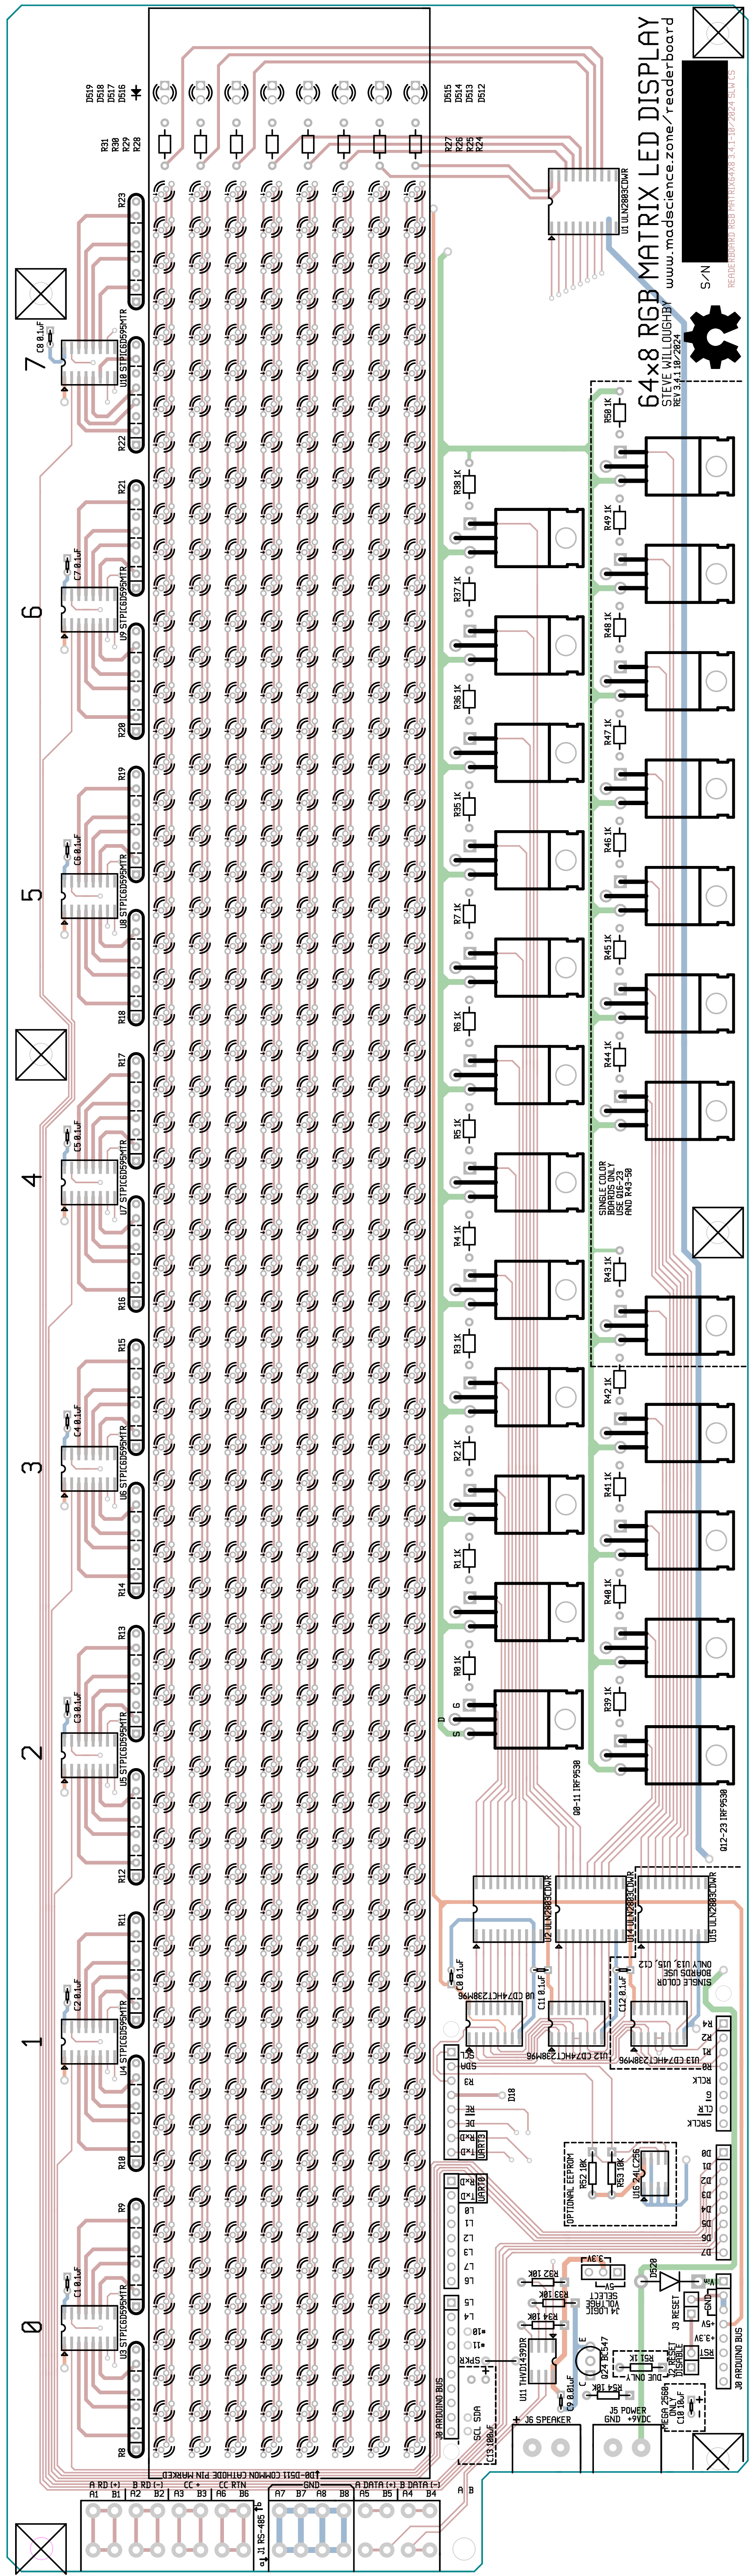 D519
D518
D517
D516
R31
R30
R29
R28
D515
D514
D513
D512
R27
R26
R25
R24
U1 ULN2803CDWR
64x8 RGB MATRIX LED DISPLAY
STEVE WILLOUGHBY
www.madscience.zone/readerboard
REV 3.4.1 10/2024
S/N
READERBOARD RGB MATRIX64X8 3.4.1-10/2024 SLW CS
7
C8 0.1uF
U10 STPIC6D595MTR
R23
R22
6
C7 0.1uF
U9 STPIC6D595MTR
R21
R20
5
C6 0.1uF
U8 STPIC6D595MTR
R19
R18
4
C5 0.1uF
U7 STPIC6D595MTR
R17
R16
3
C4 0.1uF
U6 STPIC6D595MTR
R15
R14
2
C3 0.1uF
U5 STPIC6D595MTR
R13
R12
1
C2 0.1uF
U4 STPIC6D595MTR
R11
R10
0
C1 0.1uF
U3 STPIC6D595MTR
R9
R8
R38 1K
R37 1K
R36 1K
R35 1K
R7 1K
R6 1K
R5 1K
R4 1K
R3 1K
R2 1K
R1 1K
R0 1K
D
G
S
R50 1K
R49 1K
R48 1K
R47 1K
R46 1K
R45 1K
R44 1K
SINGLE COLOR
BOARDS ONLY
USE Q16-23
AND R43-50
R43 1K
R42 1K
R41 1K
R40 1K
R39 1K
Q0-11 IRF9530
Q12-23 IRF9530
U2 ULN2803CDWR
U14 ULN2803CDWR
U15 ULN2803CDWR
SINGLE COLOR
BOARDS USE
ONLY U13, U15, C12
C0 0.1uF
C11 0.1uF
C12 0.1uF
U0 CD74HCT238M96
U12 CD74HCT238M96
U13 CD74HCT238M96
SCL
SDA
R3
D18
RE
DE
RxD
TxD
UART3
RxD
TxD
UART0
L0
L1
L2
L3
L7
L6
L5
L4
*10
*11
SPKR
J0 ARDUINO BUS
R4
R2
R1
R0
RCLK
G
CLR
SRCLK
D0
D1
D2
D3
D4
D5
D6
D7
OPTIONAL EEPROM
R52 10K
R53 10K
U16 24LC256
3.3V
5V
J4 LOGIC
VOLTAGE
SELECT
D520
R32 10K
R33 10K
R34 10K
U11 THVD1439DR
C9 0.01uF
E
C
Q24 BC547
R51 1K
DUE ONLY
R54 10K
J3 RESET
J2 RESET
DISABLE
Vin
GND
+5V
+3.3V
RST
J0 ARDUINO BUS
MEGA 2560
ONLY
C10 10uF
C13 100uF
SCL SDA
J6 SPEAKER
J5 POWER
GND +6VDC
A B
D0-D511 COMMON CATHODE PIN MARKED
A RD (+) B RD (-) CC + CC RTN GND A DATA (+) B DATA (-)
A1 B1 A2 B2 A3 B3 A6 B6 A7 B7 A8 B8 A5 B5 A4 B4
J1 RS-485